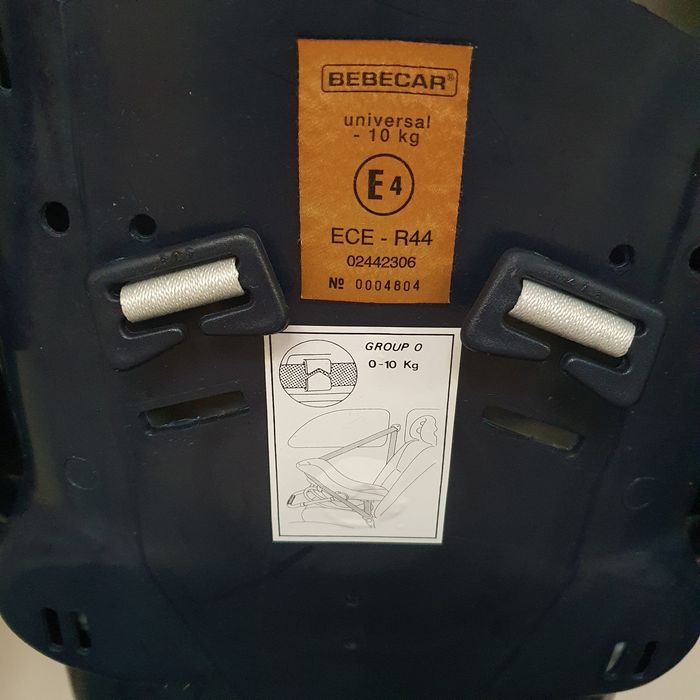 BEBECAR®
universal
- 10 kg
E4
ECE - R44
02442306
Nº 0004804
GROUP 0
0-10 Kg